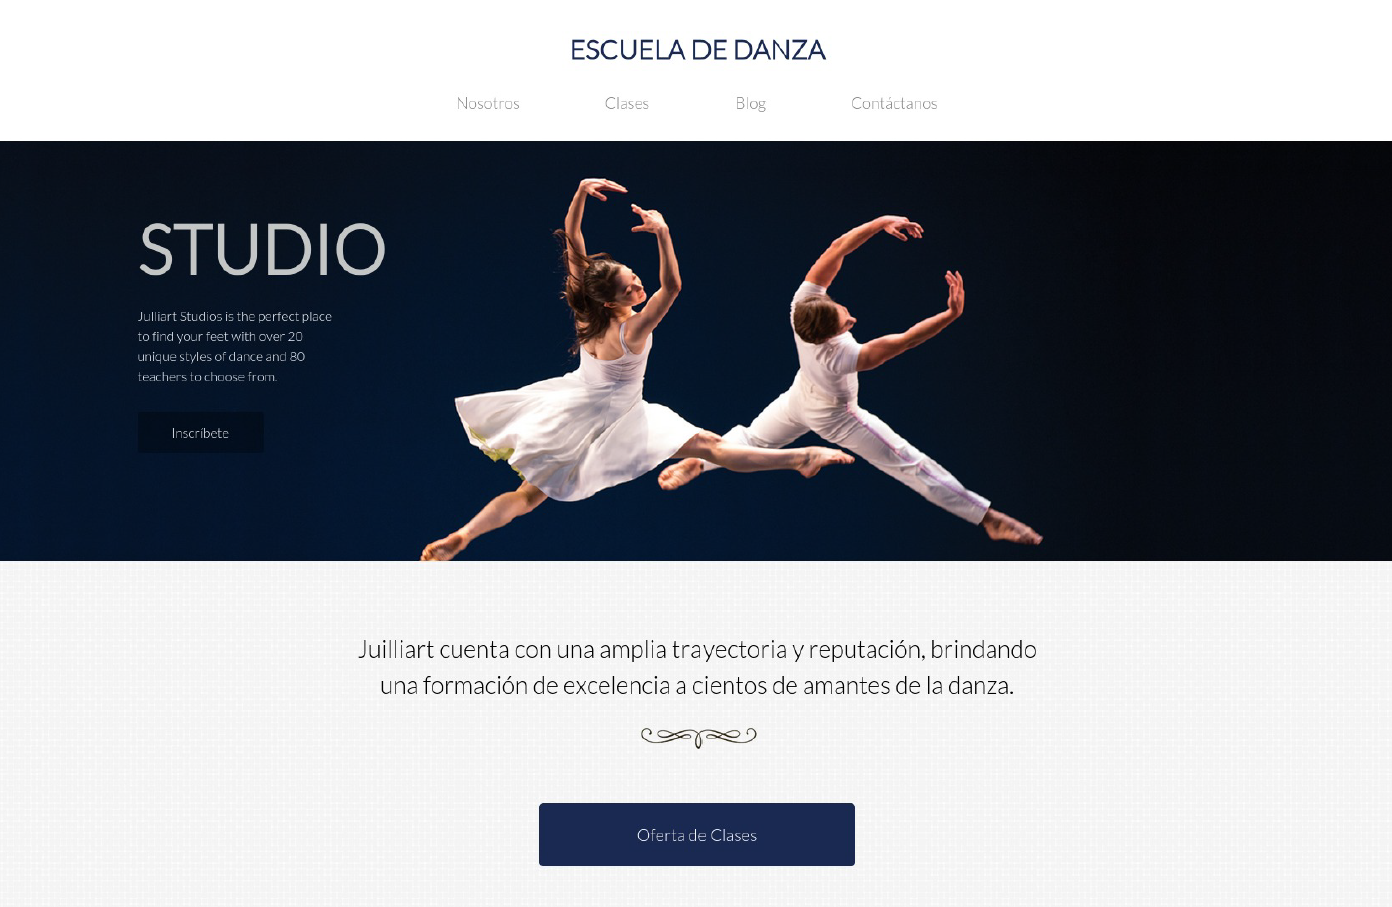 ESCUELA DE DANZA
Nosotros Clases Blog Contáctanos
STUDIO
Julliart Studios is the perfect place
to find your feet with over 20
unique styles of dance and 80
teachers to choose from.
Inscríbete
Juilliart cuenta con una amplia trayectoria y reputación, brindando
una formación de excelencia a cientos de amantes de la danza.
Oferta de Clases